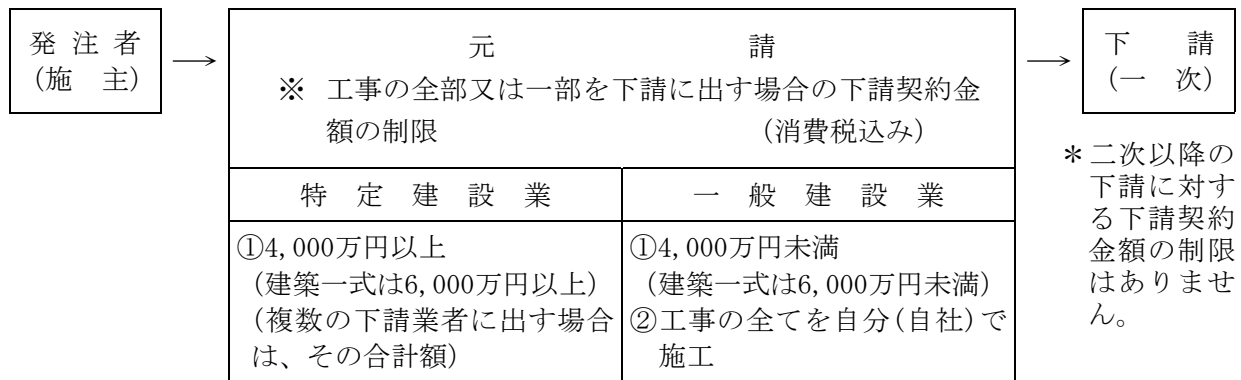 発注者
(施主)
→
元請
※ 工事の全部又は一部を下請に出す場合の下請契約金
額の制限 (消費税込み)
→
下請
(一次)
特定建設業
①4,000万円以上
(建築一式は6,000万円以上)
(複数の下請業者に出す場合
は、その合計額)
一般建設業
①4,000万円未満
(建築一式は6,000万円未満)
②工事の全てを自分(自社)で
施工
*二次以降の
下請に対す
る下請契約
金額の制限
はありませ
ん。